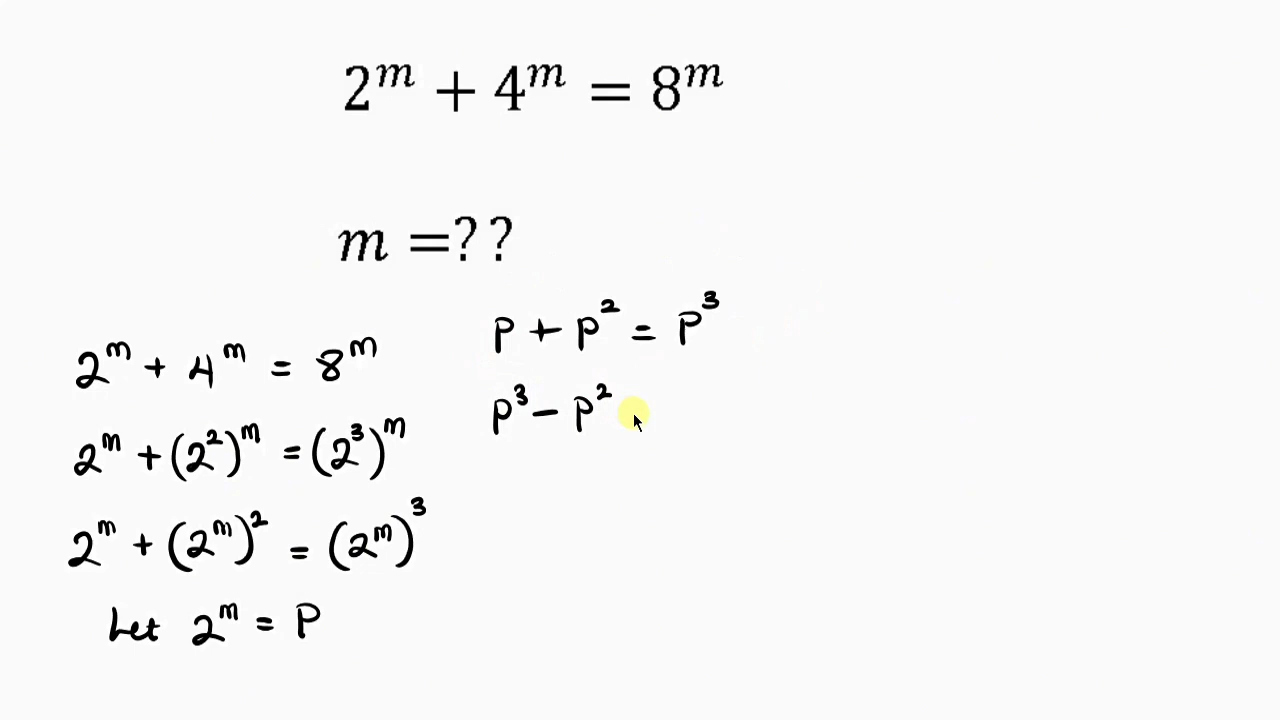 2^m + 4^m = 8^m
m =??
2^m + 4^m = 8^m
2^m + (2^2)^m = (2^3)^m
2^m + (2^m)^2 = (2^m)^3
Let 2^m = P
P + P^2 = P^3
P^3 - P^2